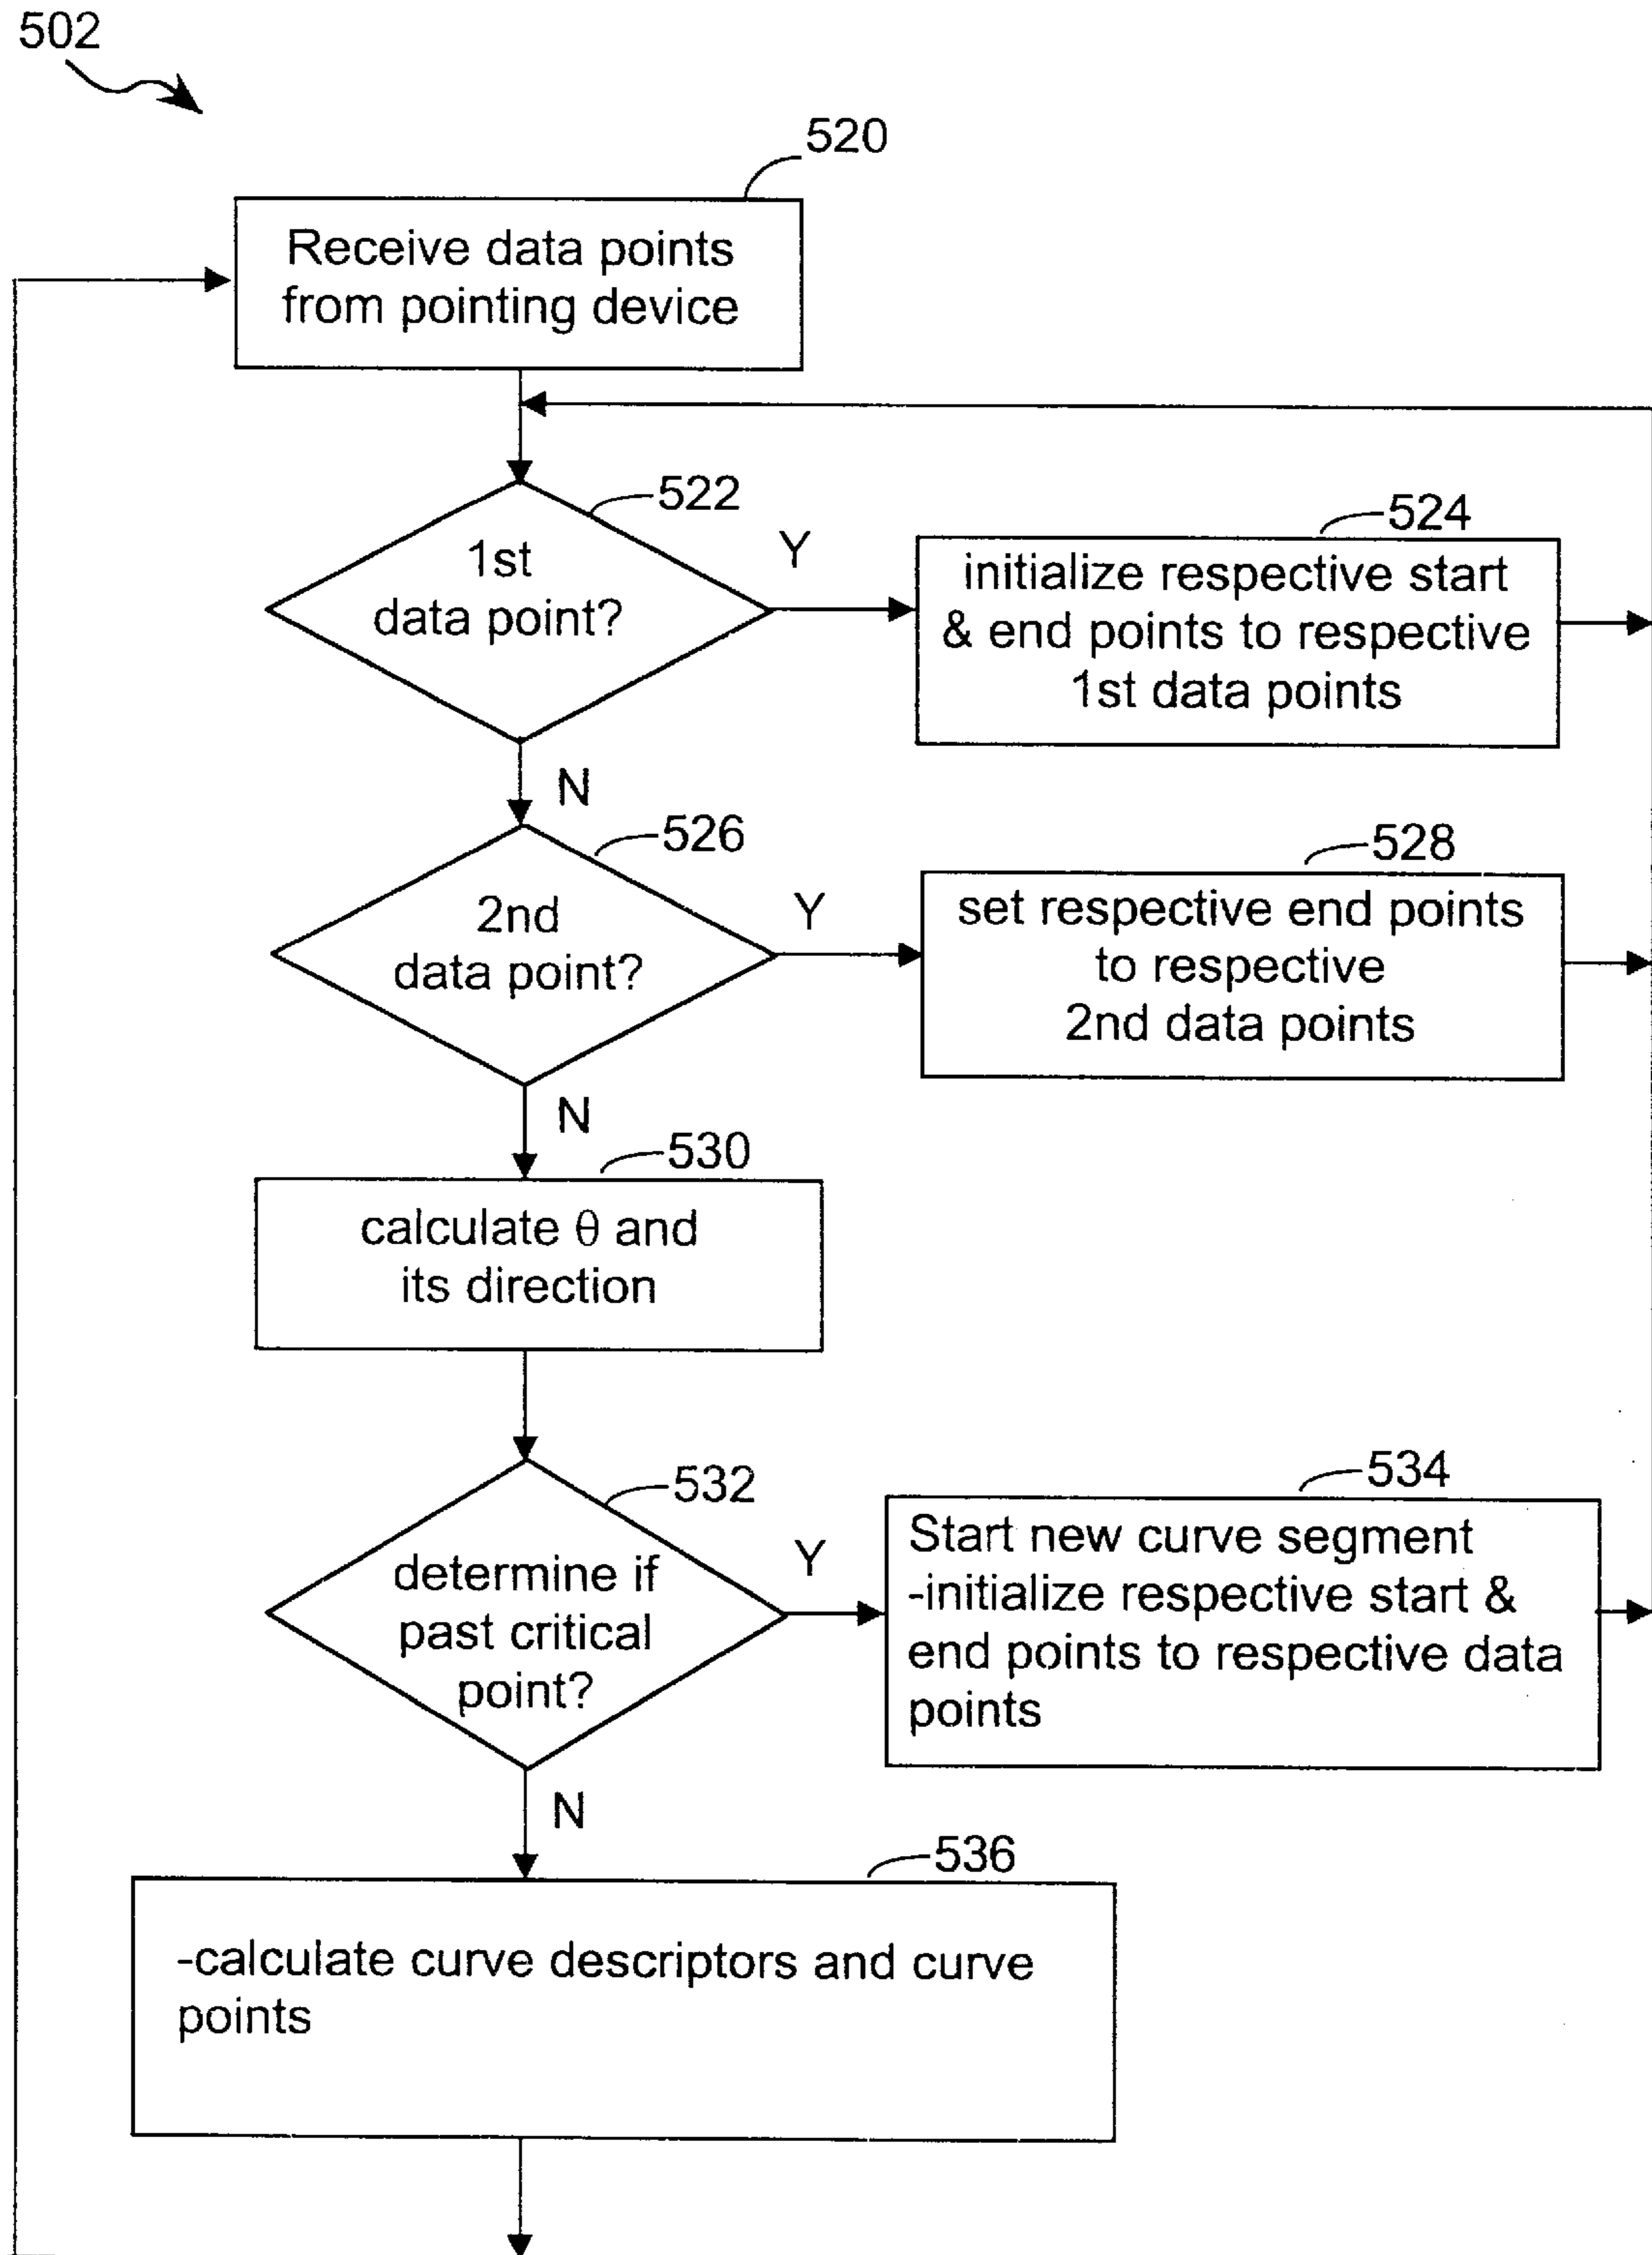 502
520
Receive data points
from pointing device
522
1st
data point?
Y
524
initialize respective start
& end points to respective
1st data points
N
526
2nd
data point?
Y
528
set respective end points
to respective
2nd data points
N
530
calculate θ and
its direction
532
determine if
past critical
point?
Y
534
Start new curve segment
-initialize respective start &
end points to respective data
points
N
536
-calculate curve descriptors and curve
points